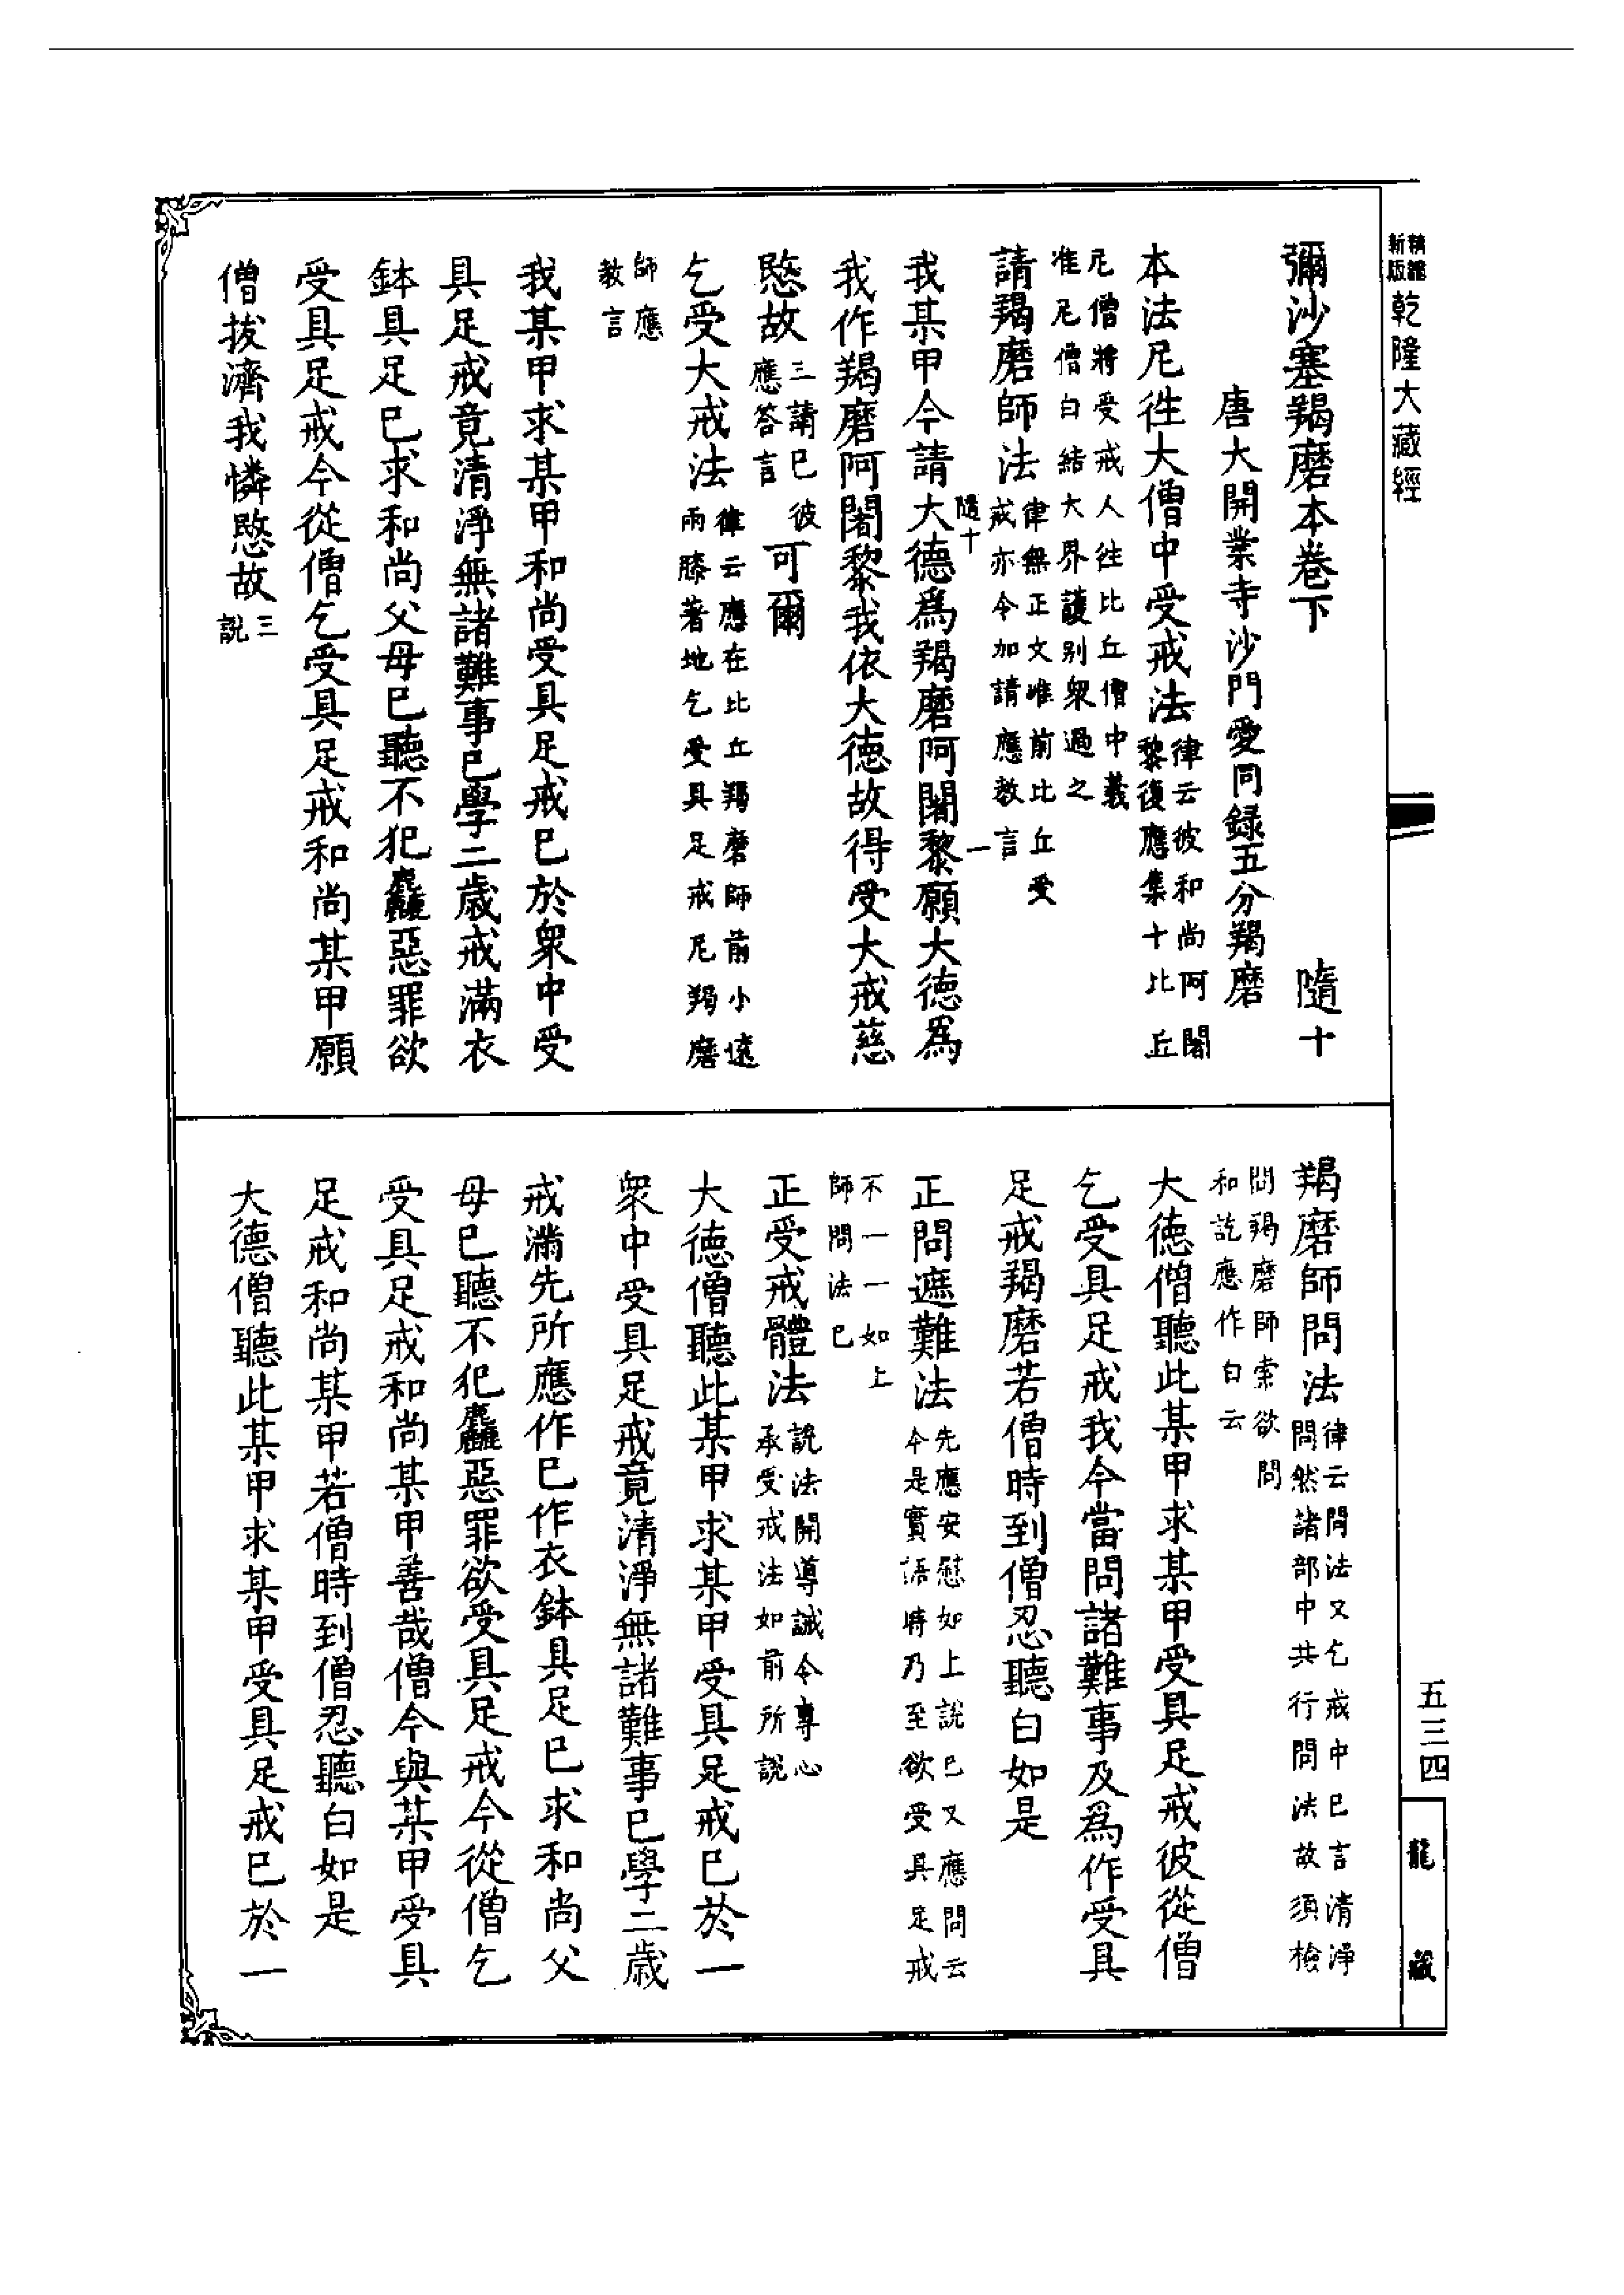 精縮
新版
乾隆大藏經
彌沙塞羯磨本卷下 隨十
唐大開業寺沙門愛同録五分羯磨
本法尼徃大僧中受戒法
律云彼和尚阿闍
黎復應集十比丘
尼僧將受戒人徃比丘僧中義
准尼僧白結大界護别衆過之
請羯磨師法
律無正文准前比丘受
戒亦令加請應教言
隨十 一
我某甲今請大德爲羯磨阿闍黎願大德爲
我作羯磨阿闍黎我依大德故得受大戒慈
愍故
三請已彼
應答言
可爾
乞受大戒法
律云應在比丘羯磨師前小遠
兩膝著地乞受具足戒尼羯磨
師應
教言
我某甲求某甲和尚受具足戒已於衆中受
具足戒竟清淨無諸難事已學二歲戒滿衣
鉢具足已求和尚父母已聽不犯麤惡罪欲
受具足戒今從僧乞受具足戒和尚某甲願
僧拔濟我憐愍故
三
說
羯磨師問法
律云問法又乞戒中已言清淨
問然諸部中共行問法故須檢
問羯磨師索欲問
和訖應作白云
大德僧聽此某甲求某甲受具足戒彼從僧
乞受具足戒我今當問諸難事及爲作受具
足戒羯磨若僧時到僧忍聽白如是
正問遮難法
先應安慰如上說已又應問云
今是實語時乃至欲受具足戒
不一一如上
師問法已
正受戒體法
說法開導誡令專心
承受戒法如前所說
大德僧聽此某甲求某甲受具足戒已於一
衆中受具足戒竟清淨無諸難事已學二歲
戒滿先所應作已作衣鉢具足已求和尚父
母已聽不犯麤惡罪欲受具足戒今從僧乞
受具足戒和尚某甲善哉僧今與某甲受具
足戒和尚某甲若僧時到僧忍聽白如是
大德僧聽此某甲求某甲受具足戒已於一
五三四
龍藏